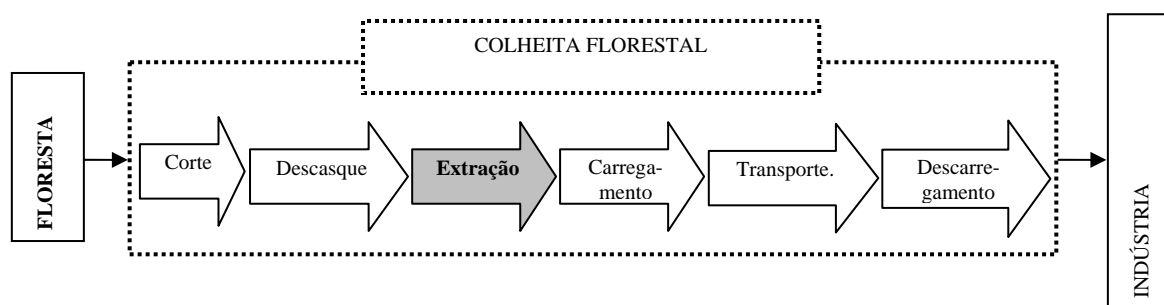 COLHEITA FLORESTAL
FLORESTA
Corte
Descasque
Extração
Carrega-
mento
Transporte.
Descarre-
gamento
INDÚSTRIA